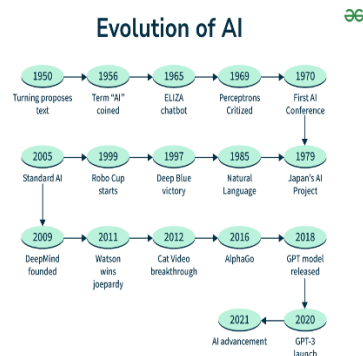 Evolution of AI
1950 1956 1965 1969 1970
Turning proposes text
Term "AI" coined
ELIZA chatbot
Perceptrons Critized
First AI Conference
2005 1999 1997 1985 1979
Standard AI
Robo Cup starts
Deep Blue victory
Natural Language
Japan's AI Project
2009 2011 2012 2016 2018
DeepMind founded
Watson wins joepardy
Cat Video breakthrough
AlphaGo
GPT model released
2021 2020
AI advancement
GPT-3 launch